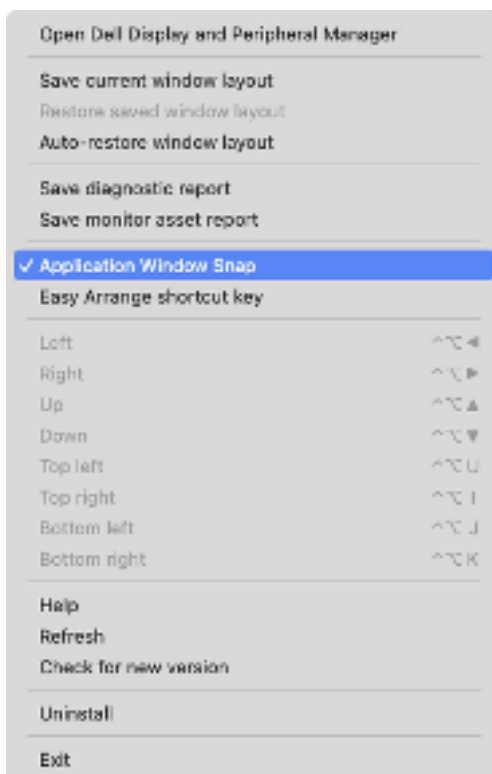 Open Dell Display and Peripheral Manager
Save current window layout
Restore saved window layout
Auto-restore window layout
Save diagnostic report
Save monitor asset report
✓ Application Window Snap
Easy Arrange shortcut key
Left ^⌥◀
Right ^⌥▶
Up ^⌥▲
Down ^⌥▼
Top left ^⌥U
Top right ^⌥I
Bottom left ^⌥J
Bottom right ^⌥K
Help
Refresh
Check for new version
Uninstall
Exit